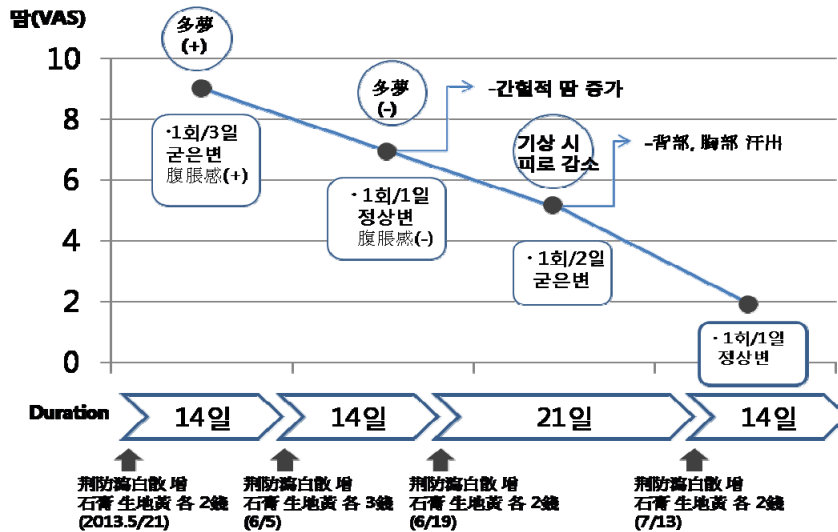 땀(VAS)
多夢
(+)
多夢
(-)
-간헐적 땀 증가
기상 시
피로 감소
-背部, 胸部 汗出
10
8
6
4
2
0
·1회/3일
굳은변
腹脹感(+)
·1회/1일
정상변
腹脹感(-)
·1회/2일
굳은변
·1회/1일
정상변
Duration
14일
14일
21일
14일
荆防瀉白散 增
石膏 生地黃 各 2錢
(2013.5/21)
荆防瀉白散 增
石膏 生地黃 各 3錢
(6/5)
荆防瀉白散 增
石膏 生地黃 各 2錢
(6/19)
荆防瀉白散 增
石膏 生地黃 各 2錢
(7/13)